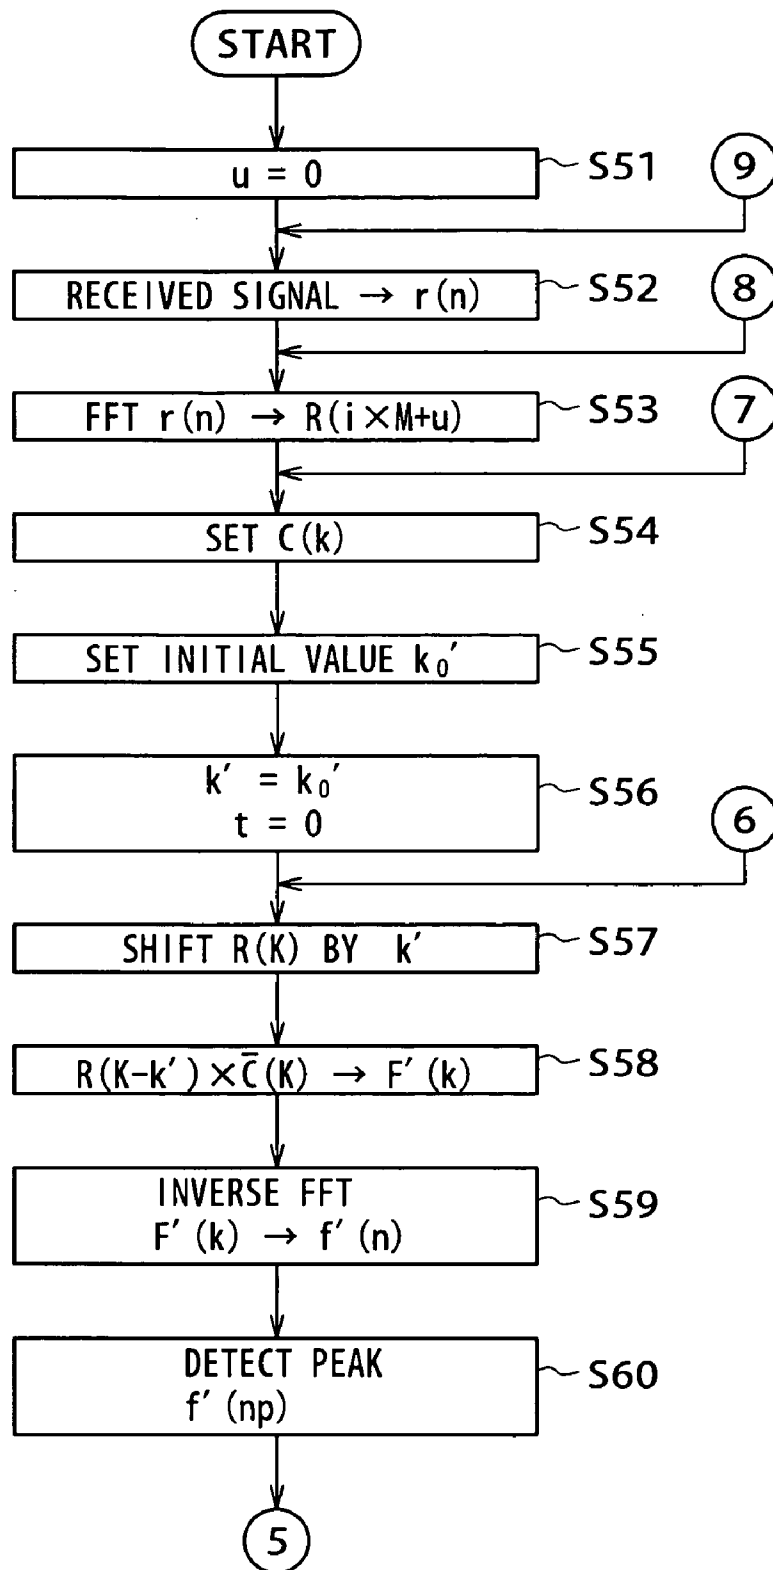 START
u = 0
S51
9
RECEIVED SIGNAL → r(n)
S52
8
FFT r(n) → R(i×M+u)
S53
7
SET C(k)
S54
SET INITIAL VALUE k₀′
S55
k′ = k₀′
t = 0
S56
6
SHIFT R(K) BY k′
S57
R(K-k′)×C̅(K) → F′(k)
S58
INVERSE FFT
F′(k) → f′(n)
S59
DETECT PEAK
f′(np)
S60
5